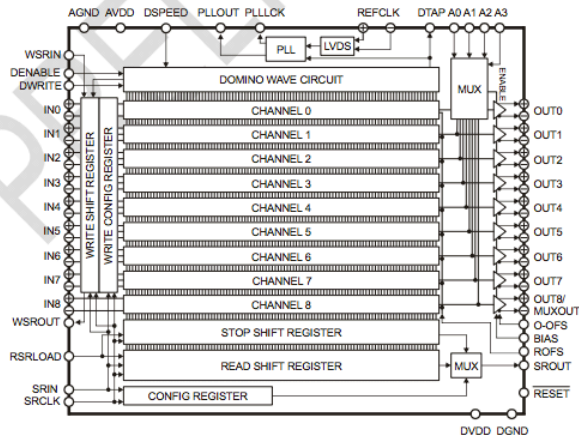 AGND AVDD DSPEED PLLOUT PLLLCK REFCLK DTAP A0 A1 A2 A3
PLL LVDS
WSRIN
DENABLE
DWRITE
DOMINO WAVE CIRCUIT
MUX
ENABLE
WRITE SHIFT REGISTER
WRITE CONFIG REGISTER
IN0 CHANNEL 0 OUT0
IN1 CHANNEL 1 OUT1
IN2 CHANNEL 2 OUT2
IN3 CHANNEL 3 OUT3
IN4 CHANNEL 4 OUT4
IN5 CHANNEL 5 OUT5
IN6 CHANNEL 6 OUT6
IN7 CHANNEL 7 OUT7
IN8 CHANNEL 8 OUT8/
MUXOUT
WSROUT STOP SHIFT REGISTER O-OFS
BIAS
ROFS
RSRLOAD READ SHIFT REGISTER MUX SROUT
SRIN CONFIG REGISTER RESET
SRCLK
DVDD DGND